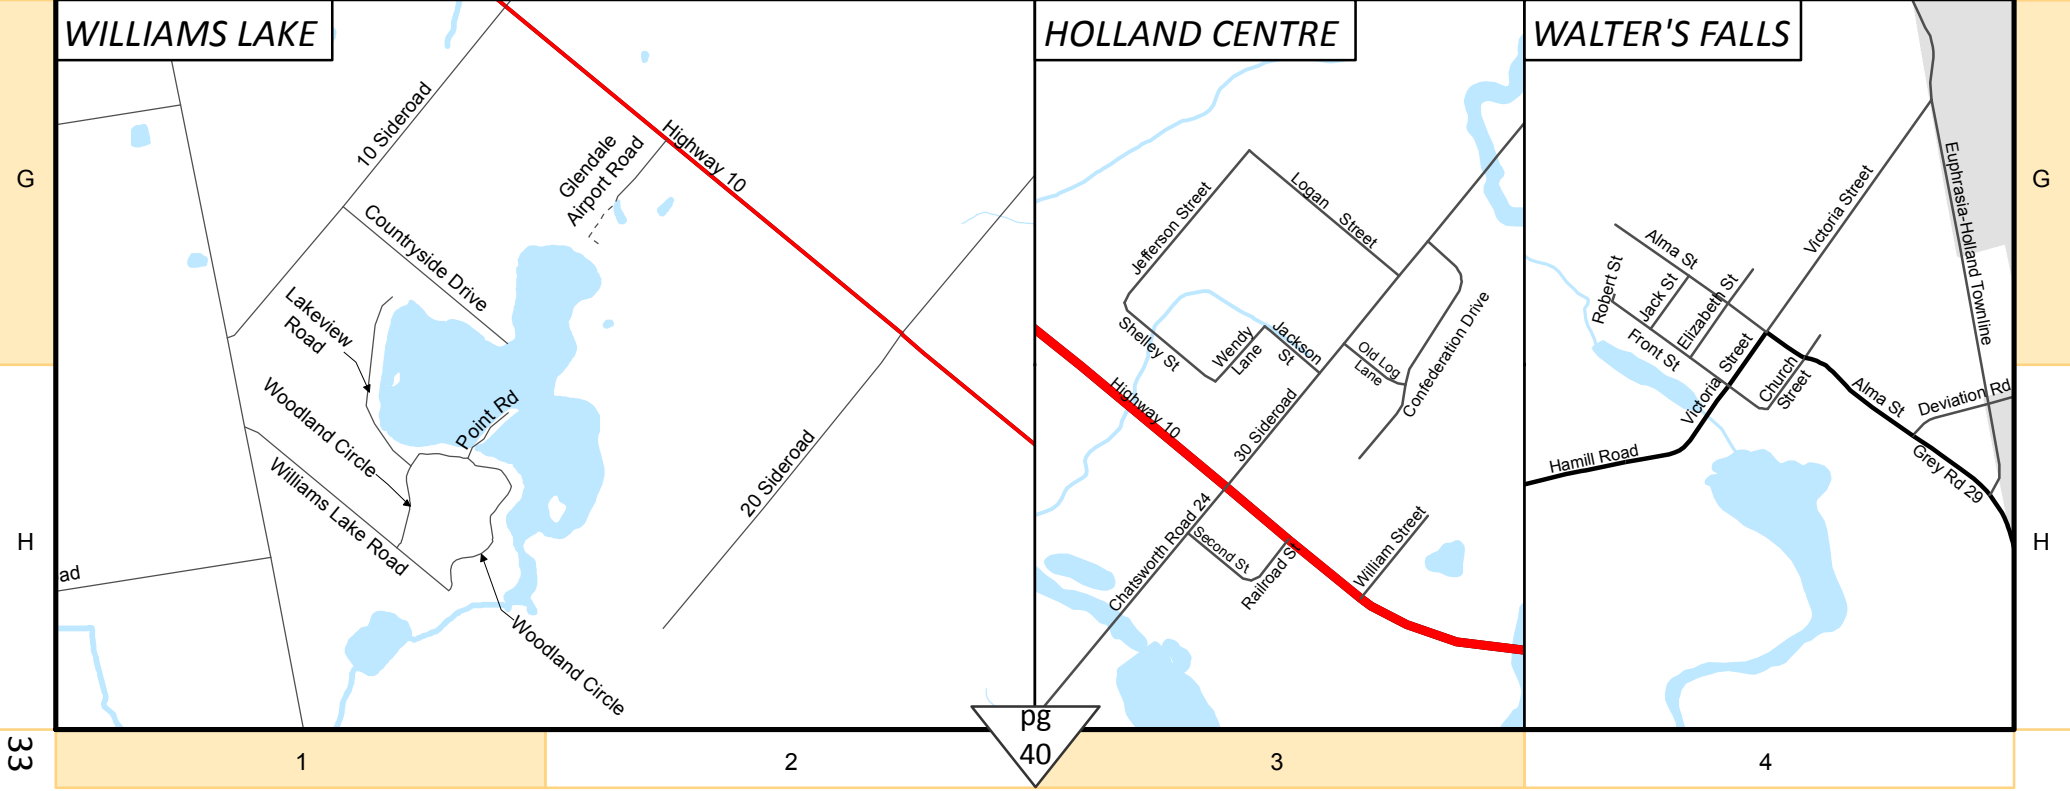 WILLIAMS LAKE
HOLLAND CENTRE
WALTER'S FALLS
G
H
G
H
10 Sideroad
Highway 10
Glendale
Airport Road
Countryside Drive
Lakeview
Road
Woodland Circle
Point Rd
Williams Lake Road
20 Sideroad
ad
Woodland Circle
Jefferson Street
Logan Street
Shelley St
Wendy
Lane
Jackson
St
Old Log
Lane
Confederation Drive
Highway 10
30 Sideroad
Chatsworth Road 24
Second St
Railroad St
William Street
Euphrasia-Holland Townline
Victoria Street
Alma St
Robert St
Jack St
Elizabeth St
Front St
Victoria Street
Church
Street
Alma St
Deviation Rd
Hamill Road
Grey Rd 29
pg
40
33
1
2
3
4